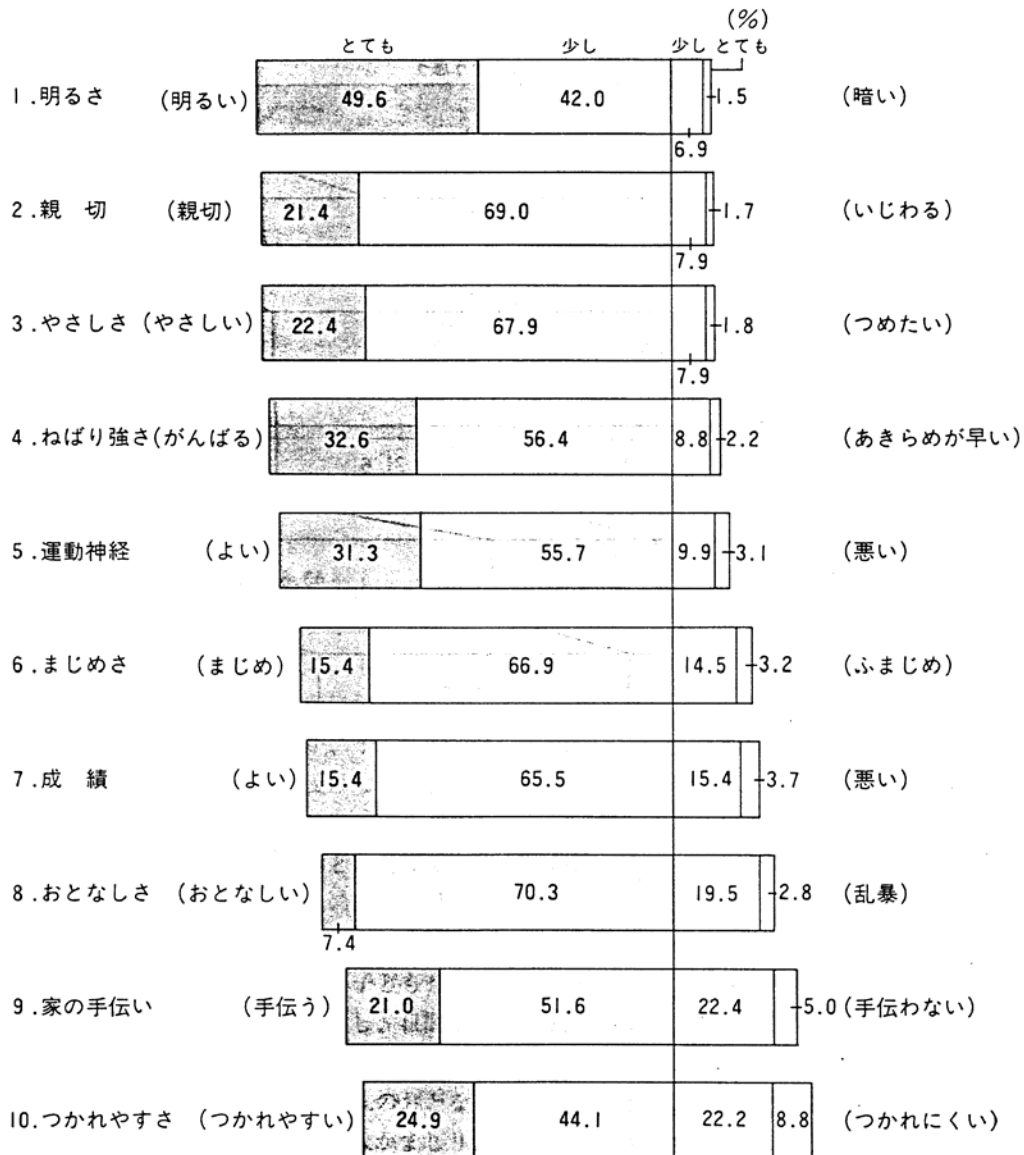 (%)
とても 少し 少し とても
1.明るさ (明るい) 49.6 42.0 1.5 (暗い)
6.9
2.親 切 (親切) 21.4 69.0 1.7 (いじわる)
7.9
3.やさしさ (やさしい) 22.4 67.9 1.8 (つめたい)
7.9
4.ねばり強さ(がんばる) 32.6 56.4 8.8 2.2 (あきらめが早い)
5.運動神経 (よい) 31.3 55.7 9.9 3.1 (悪い)
6.まじめさ (まじめ) 15.4 66.9 14.5 3.2 (ふまじめ)
7.成 績 (よい) 15.4 65.5 15.4 3.7 (悪い)
8.おとなしさ (おとなしい) 70.3 19.5 2.8 (乱暴)
7.4
9.家の手伝い (手伝う) 21.0 51.6 22.4 5.0 (手伝わない)
10.つかれやすさ (つかれやすい) 24.9 44.1 22.2 8.8 (つかれにくい)